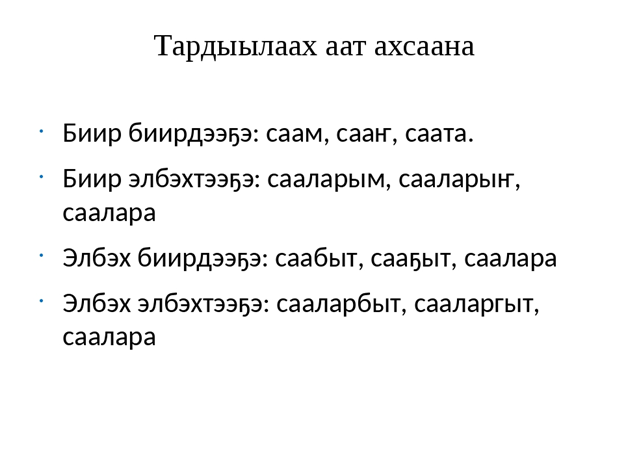 Тардыылаах аат ахсаана
Биир биирдээҕэ: саам, сааҥ, саата.
Биир элбэхтээҕэ: сааларым, сааларыҥ,
саалара
Элбэх биирдээҕэ: саабыт, сааҕыт, саалара
Элбэх элбэхтээҕэ: сааларбыт, сааларгыт,
саалара